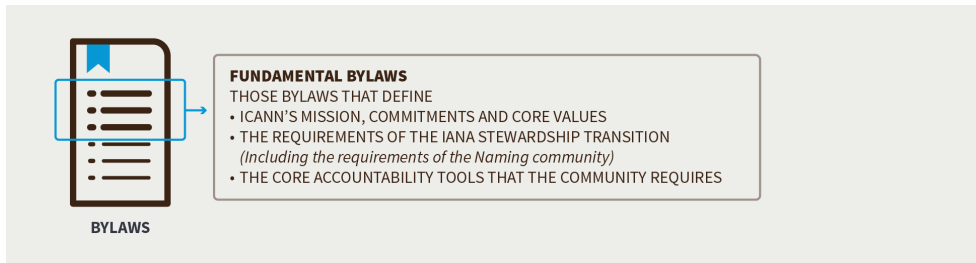 FUNDAMENTAL BYLAWS
THOSE BYLAWS THAT DEFINE
• ICANN'S MISSION, COMMITMENTS AND CORE VALUES
• THE REQUIREMENTS OF THE IANA STEWARDSHIP TRANSITION
(Including the requirements of the Naming community)
• THE CORE ACCOUNTABILITY TOOLS THAT THE COMMUNITY REQUIRES
BYLAWS